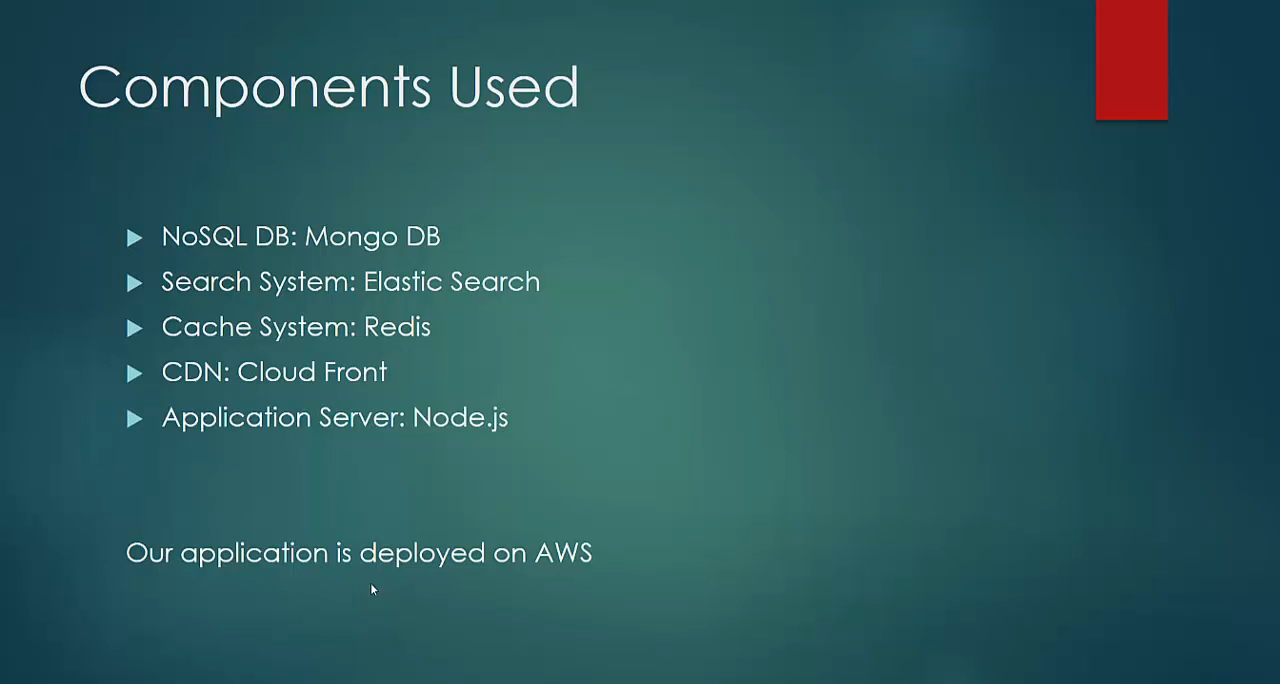 Components Used
NoSQL DB: Mongo DB
Search System: Elastic Search
Cache System: Redis
CDN: Cloud Front
Application Server: Node.js
Our application is deployed on AWS